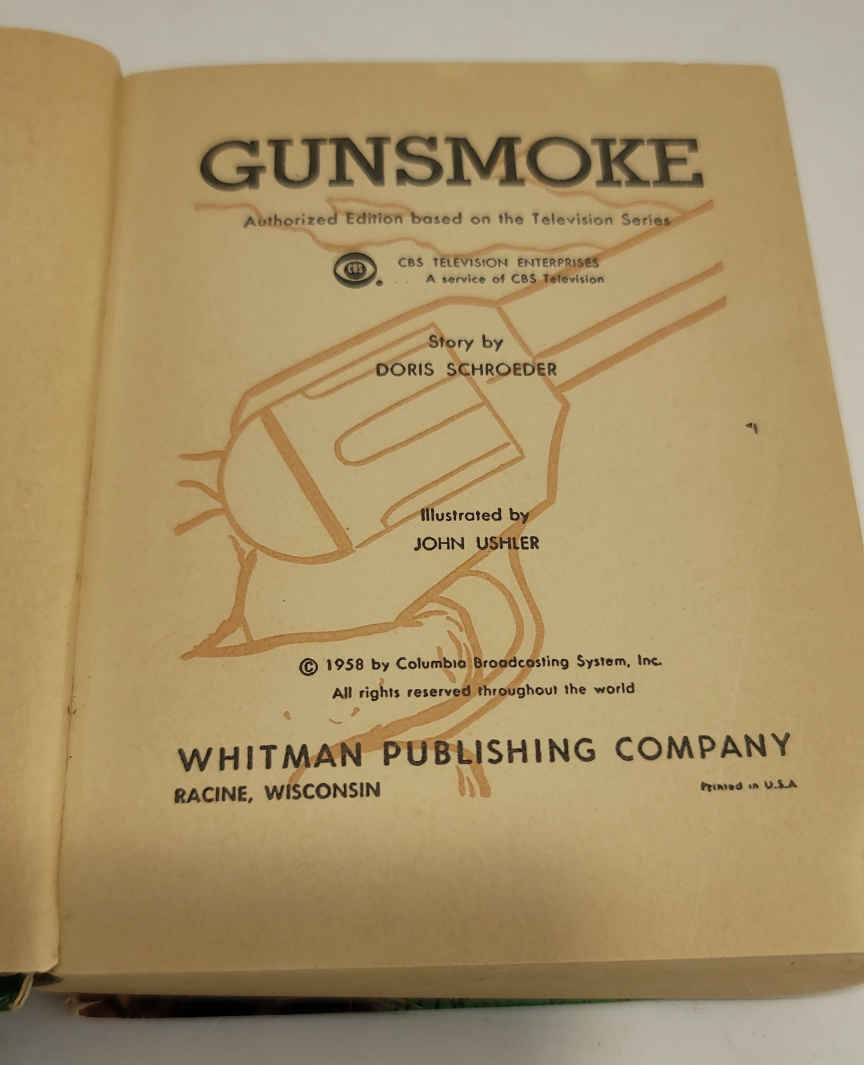 GUNSMOKE
Authorized Edition based on the Television Series
CBS
CBS TELEVISION ENTERPRISES
A service of CBS Television
Story by
DORIS SCHROEDER
Illustrated by
JOHN USHLER
© 1958 by Columbia Broadcasting System, Inc.
All rights reserved throughout the world
WHITMAN PUBLISHING COMPANY
RACINE, WISCONSIN
Printed in U.S.A